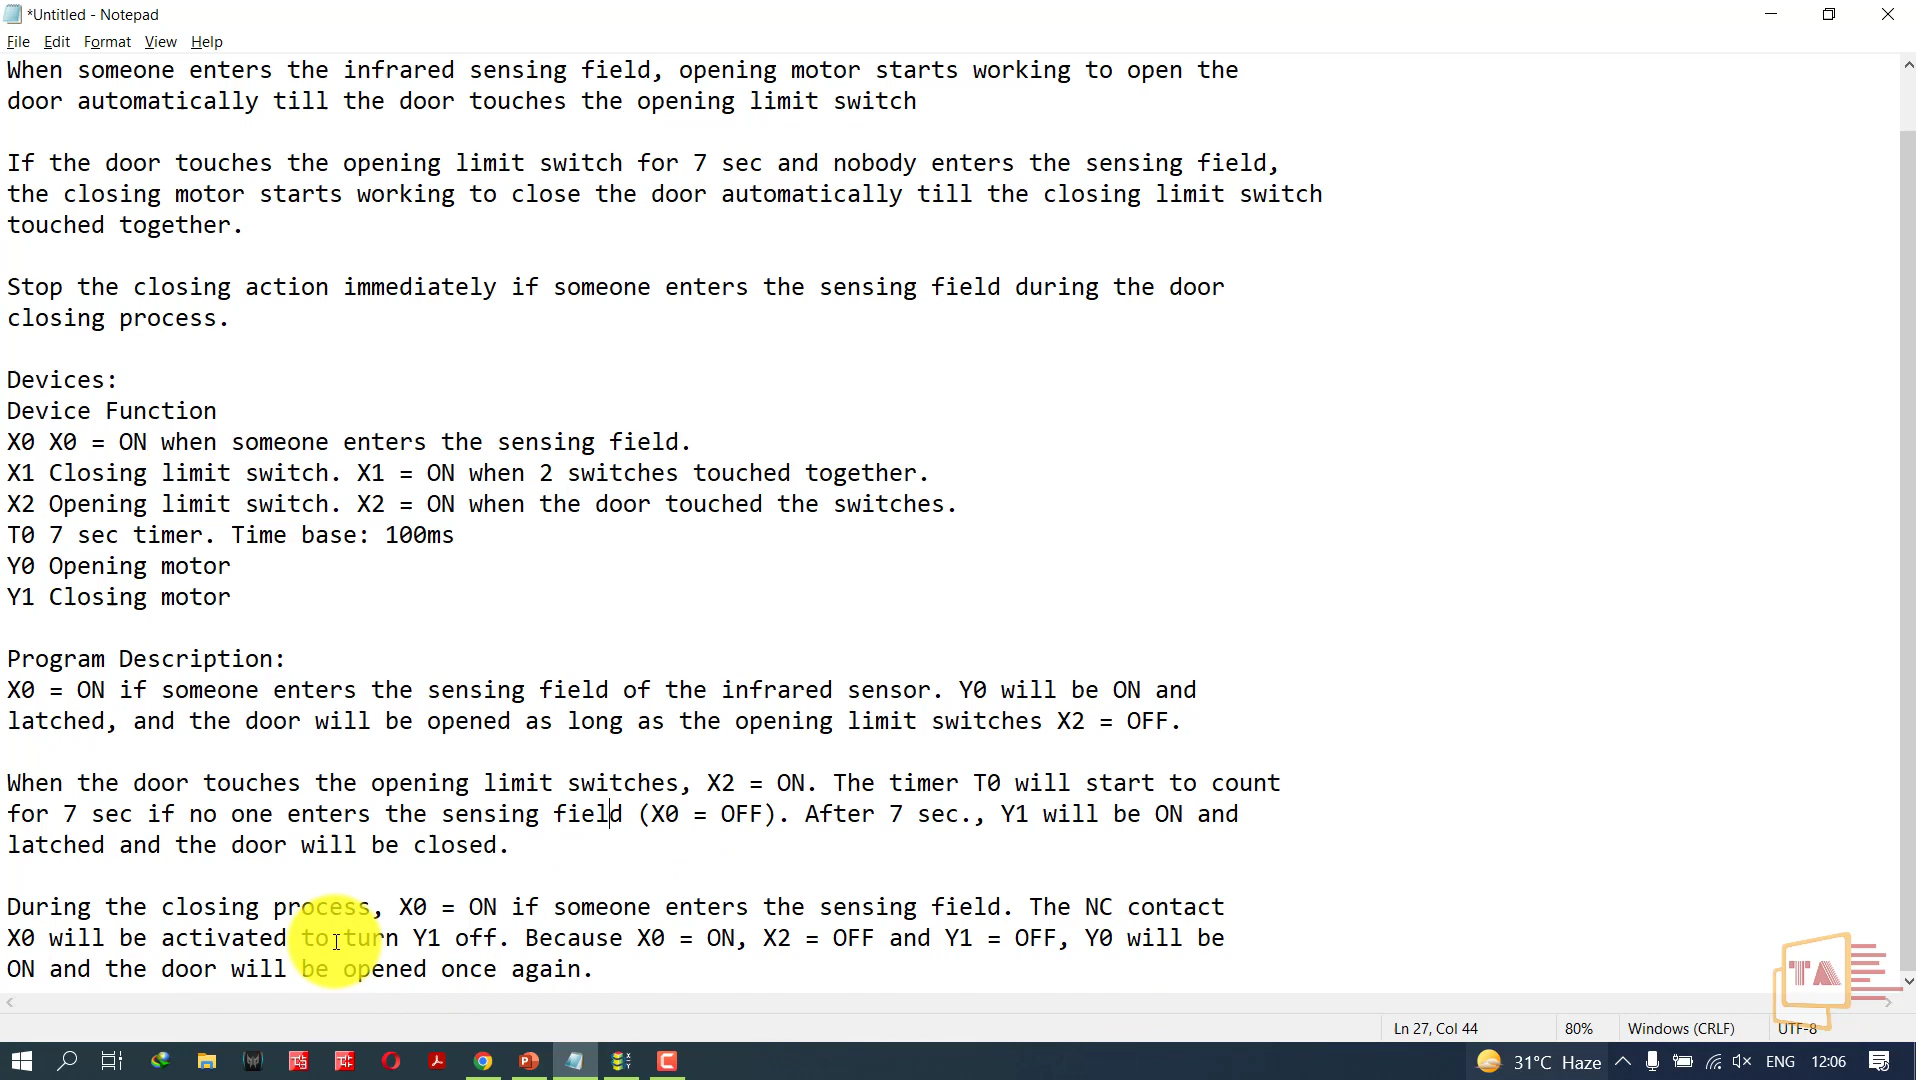 *Untitled - Notepad
File Edit Format View Help
When someone enters the infrared sensing field, opening motor starts working to open the
door automatically till the door touches the opening limit switch
If the door touches the opening limit switch for 7 sec and nobody enters the sensing field,
the closing motor starts working to close the door automatically till the closing limit switch
touched together.
Stop the closing action immediately if someone enters the sensing field during the door
closing process.
Devices:
Device Function
X0 X0 = ON when someone enters the sensing field.
X1 Closing limit switch. X1 = ON when 2 switches touched together.
X2 Opening limit switch. X2 = ON when the door touched the switches.
T0 7 sec timer. Time base: 100ms
Y0 Opening motor
Y1 Closing motor
Program Description:
X0 = ON if someone enters the sensing field of the infrared sensor. Y0 will be ON and
latched, and the door will be opened as long as the opening limit switches X2 = OFF.
When the door touches the opening limit switches, X2 = ON. The timer T0 will start to count
for 7 sec if no one enters the sensing field (X0 = OFF). After 7 sec., Y1 will be ON and
latched and the door will be closed.
During the closing process, X0 = ON if someone enters the sensing field. The NC contact
X0 will be activated to turn Y1 off. Because X0 = ON, X2 = OFF and Y1 = OFF, Y0 will be
ON and the door will be opened once again.
TA
Ln 27, Col 44 80% Windows (CRLF) UTF-8
31°C Haze ENG 12:06